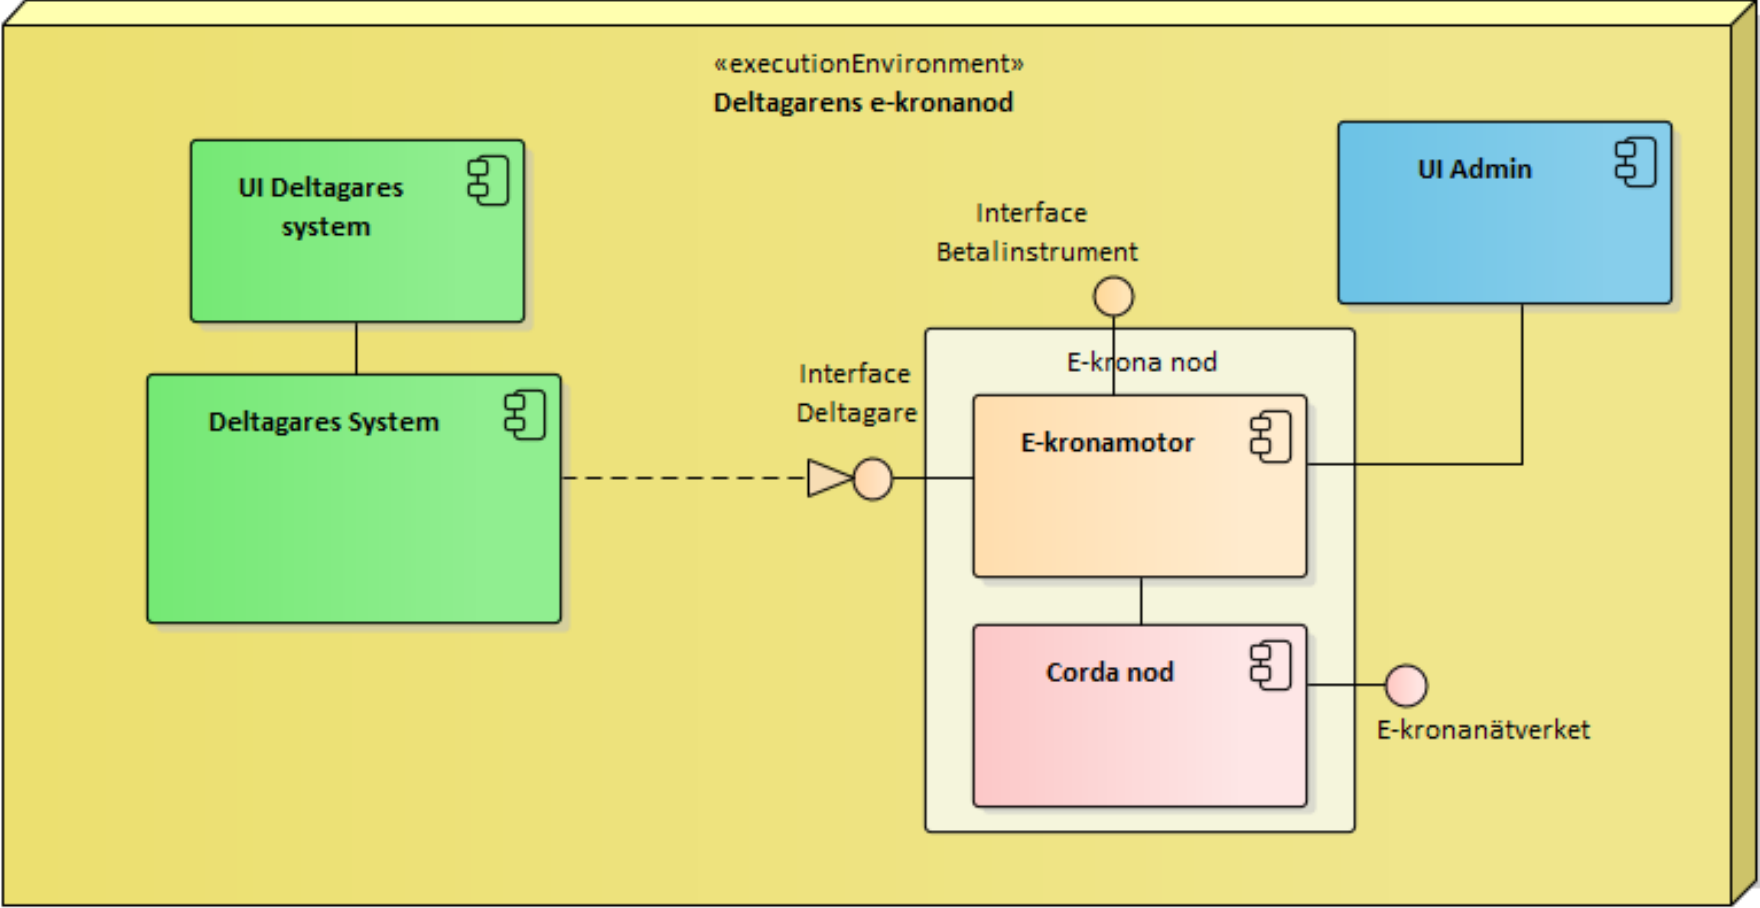 «executionEnvironment»
Deltagarens e-kronanod
UI Deltagares
system
UI Admin
Interface
Betalinstrument
E-krona nod
Interface
Deltagare
Deltagares System
E-kronamotor
Corda nod
E-kronanätverket